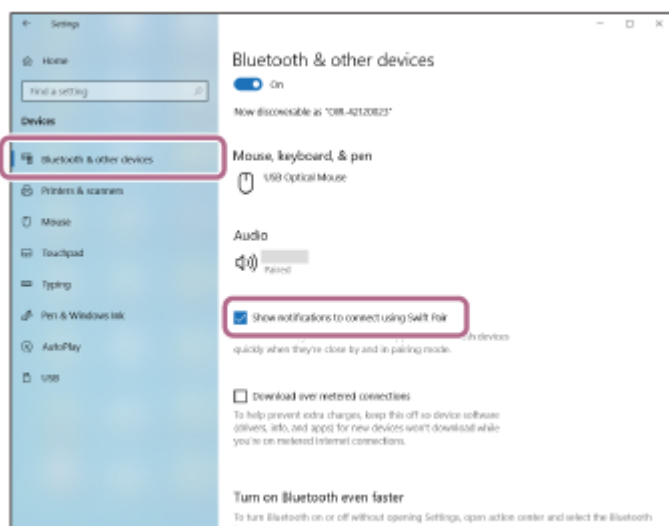 Settings
Home
Find a setting
Devices
Bluetooth & other devices
Printers & scanners
Mouse
Touchpad
Typing
Pen & Windows Ink
AutoPlay
USB
Bluetooth & other devices
On
Now discoverable as
Mouse, keyboard, & pen
USB Optical Mouse
Audio
Paired
Show notifications to connect using Swift Pair
devices
quickly when they're close by and in pairing mode.
Download over metered connections
To help prevent extra charges, keep this off so device software
(drivers, info, and apps) for new devices won't download while
you're on metered Internet connections.
Turn on Bluetooth even faster
To turn Bluetooth on or off without opening Settings, open action center and select the Bluetooth